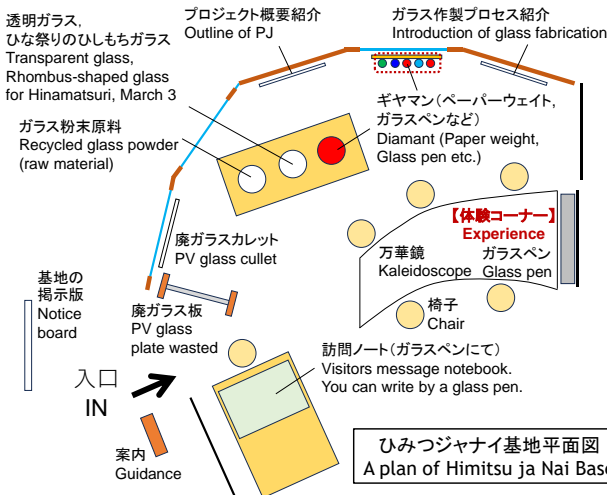 透明ガラス,
ひな祭りのひしもちガラス
Transparent glass,
Rhombus-shaped glass
for Hinamatsuri, March 3
プロジェクト概要紹介
Outline of PJ
ガラス作製プロセス紹介
Introduction of glass fabrication
ガラス粉末原料
Recycled glass powder
(raw material)
ギヤマン(ペーパーウェイト,
ガラスペンなど)
Diamant (Paper weight,
Glass pen etc.)
【体験コーナー】
Experience
万華鏡
Kaleidoscope
ガラスペン
Glass pen
椅子
Chair
廃ガラスカレット
PV glass cullet
基地の
掲示版
Notice
board
廃ガラス板
PV glass
plate wasted
訪問ノート(ガラスペンにて)
Visitors message notebook.
You can write by a glass pen.
入口
IN
案内
Guidance
ひみつジャナイ基地平面図
A plan of Himitsu ja Nai Base